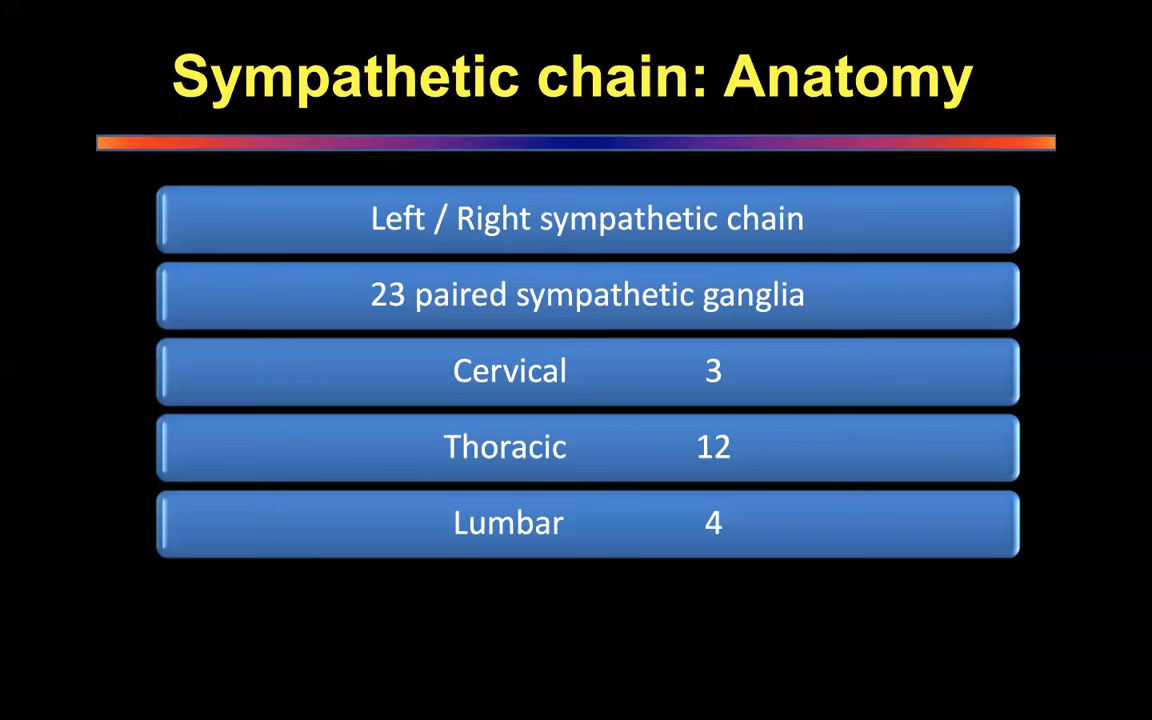 Sympathetic chain: Anatomy
Left / Right sympathetic chain
23 paired sympathetic ganglia
Cervical 3
Thoracic 12
Lumbar 4